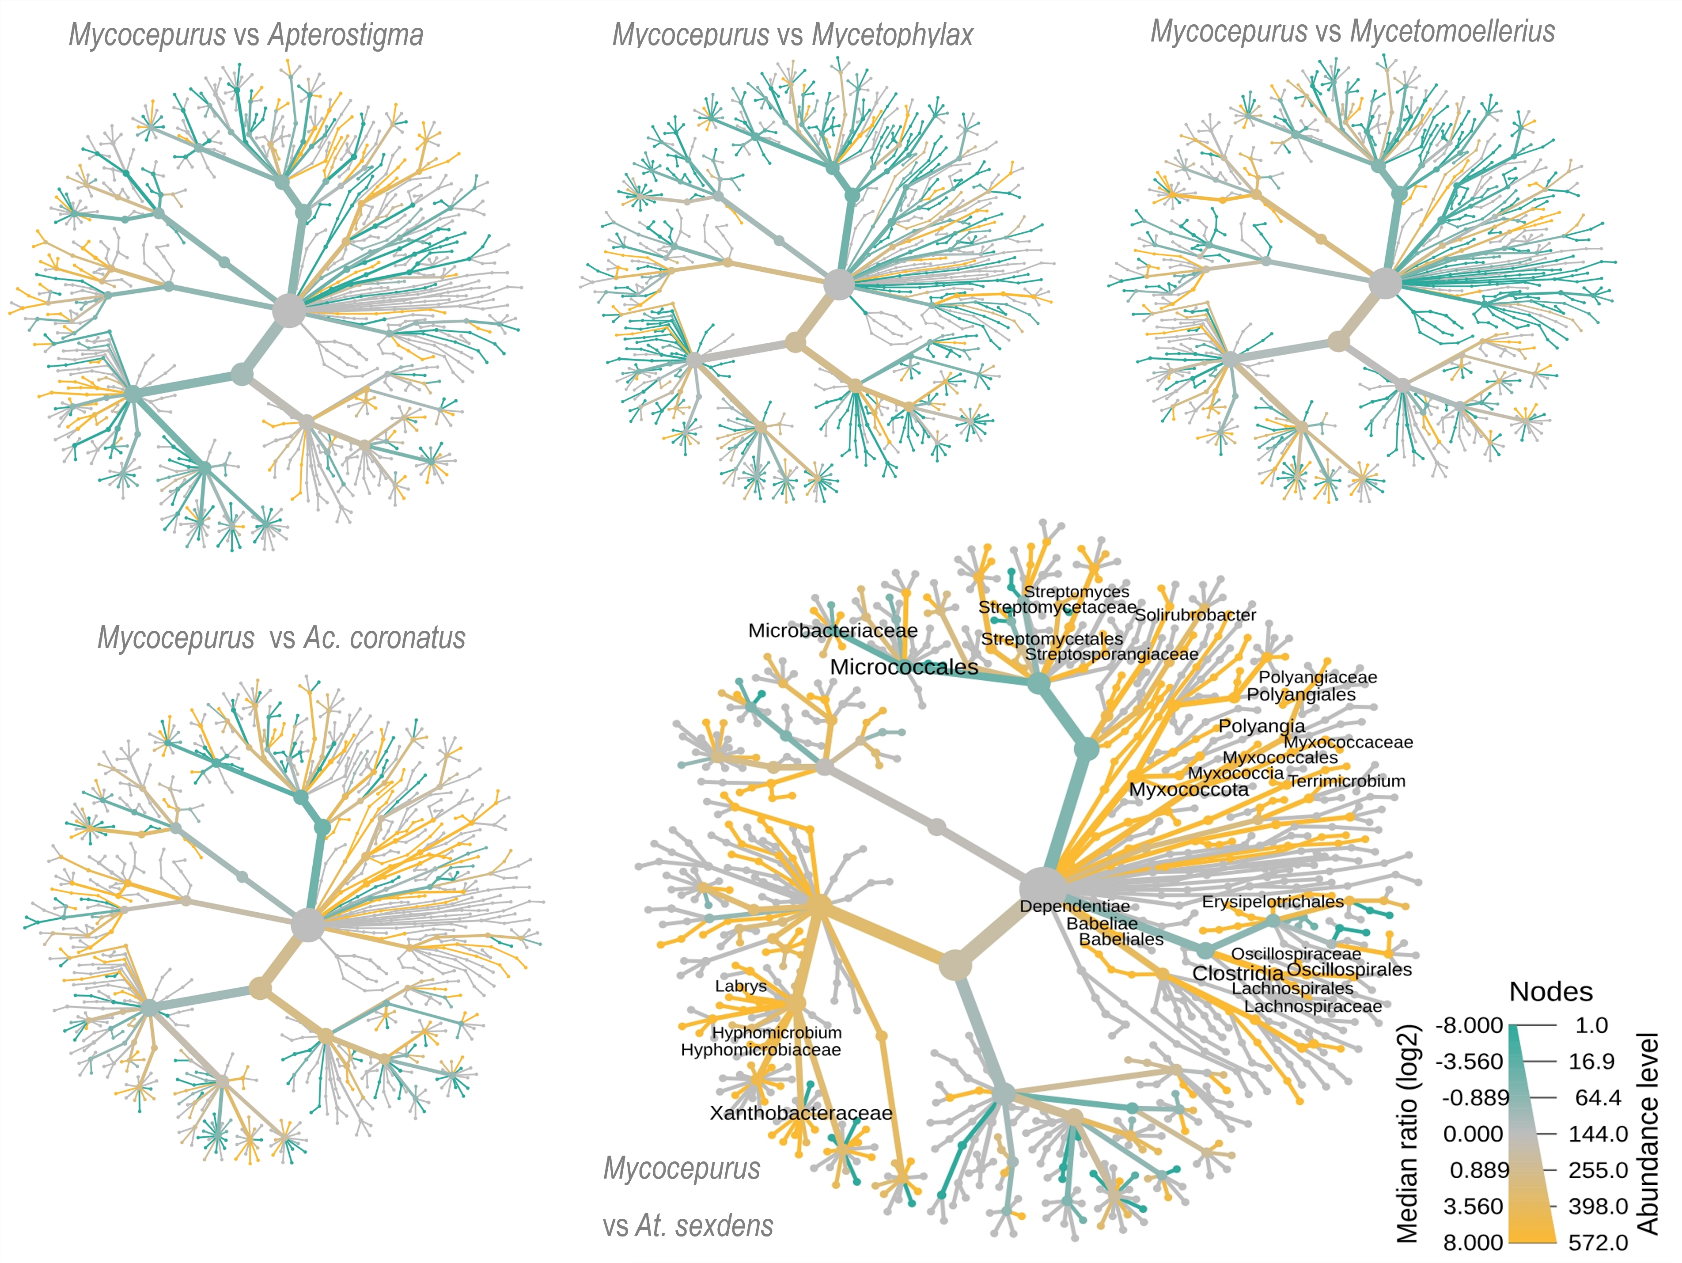 Mycocepurus vs Apterostigma
Mycocepurus vs Mycetophylax
Mycocepurus vs Mycetomoellerius
Mycocepurus vs Ac. coronatus
Streptomyces
Streptomycetaceae
Solirubrobacter
Microbacteriaceae
Streptomycetales
Streptosporangiaceae
Micrococcales
Polyangiaceae
Polyangiales
Polyangia
Myxococcaceae
Myxococcales
Myxococcia
Terrimicrobium
Myxococcota
Dependentiae
Babeliae
Babeliales
Erysipelotrichales
Oscillospiraceae
Clostridia
Oscillospirales
Lachnospirales
Lachnospiraceae
Labrys
Hyphomicrobium
Hyphomicrobiaceae
Xanthobacteraceae
Mycocepurus
vs At. sexdens
Nodes
Median ratio (log2)
Abundance level
-8.000 1.0
-3.560 16.9
-0.889 64.4
0.000 144.0
0.889 255.0
3.560 398.0
8.000 572.0